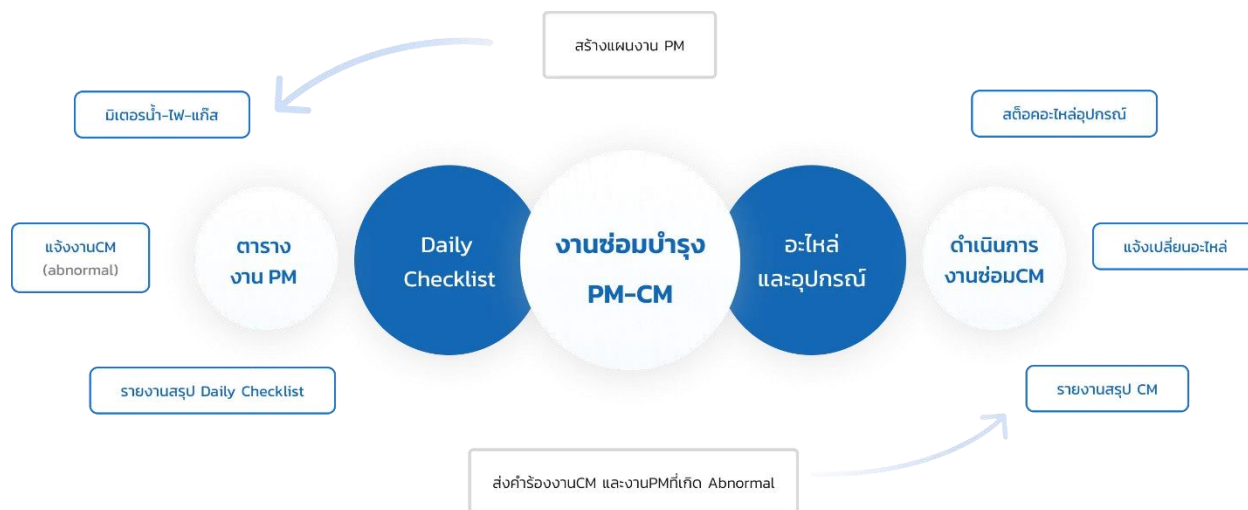 สร้างแผนงาน PM
มิเตอรน้ำ-ไฟ-แก๊ส
สต็อคอะไหล่อุปกรณ์
แจ้งงานCM
(abnormal)
ตาราง
งาน PM
Daily
Checklist
งานซ่อมบำรุง
PM-CM
อะไหล่
และอุปกรณ์
ดำเนินการ
งานซ่อมCM
แจ้งเปลี่ยนอะไหล่
รายงานสรุป Daily Checklist
รายงานสรุป CM
ส่งคำร้องงานCM และงานPMที่เกิด Abnormal